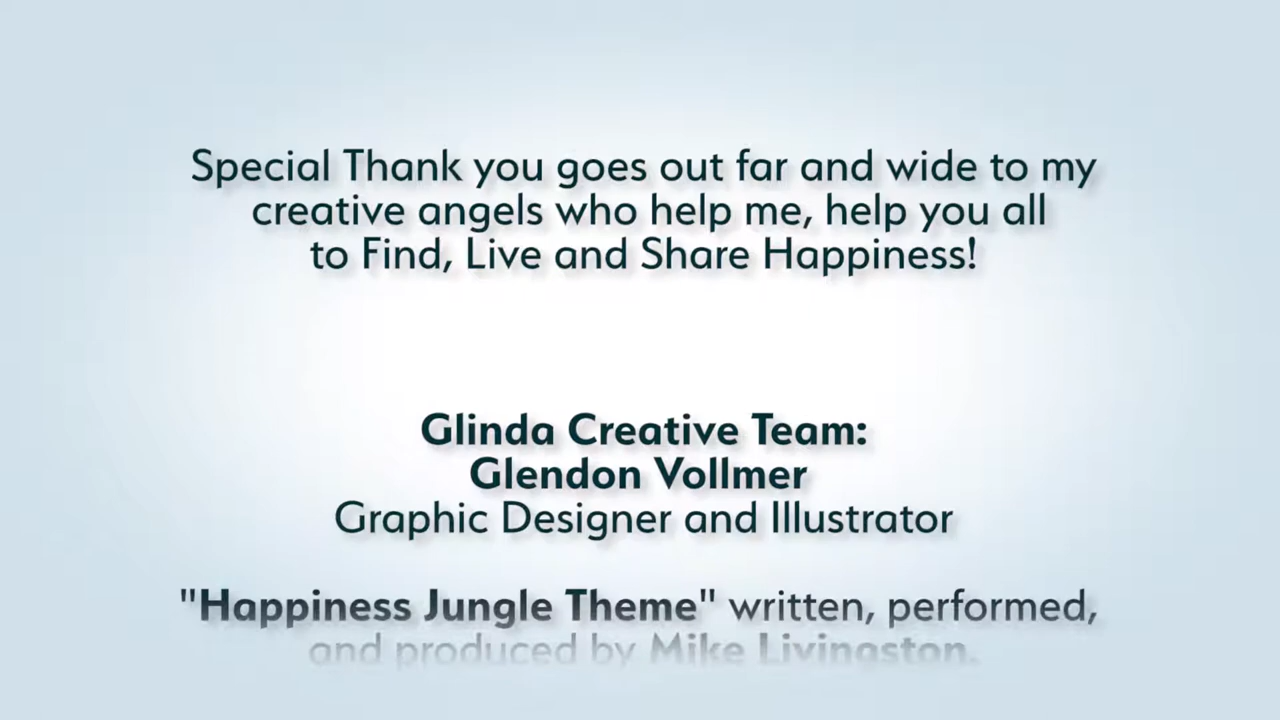 Special Thank you goes out far and wide to my
creative angels who help me, help you all
to Find, Live and Share Happiness!
Glinda Creative Team:
Glendon Vollmer
Graphic Designer and Illustrator
"Happiness Jungle Theme" written, performed,
and produced by Mike Livingston.